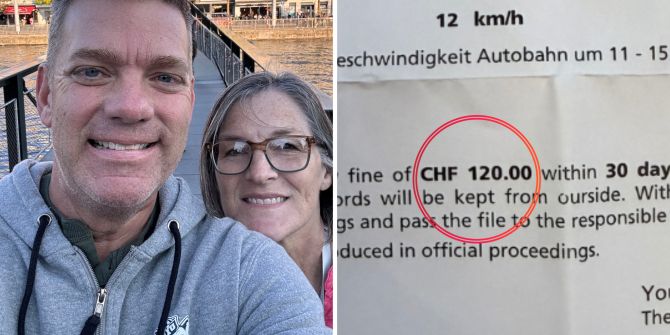 12 km/h
eschwindigkeit Autobahn um 11 - 15
fine of CHF 120.00 within 30 day
ords will be kept from ourside. With
gs and pass the file to the responsible
oduced in official proceedings.
You
The